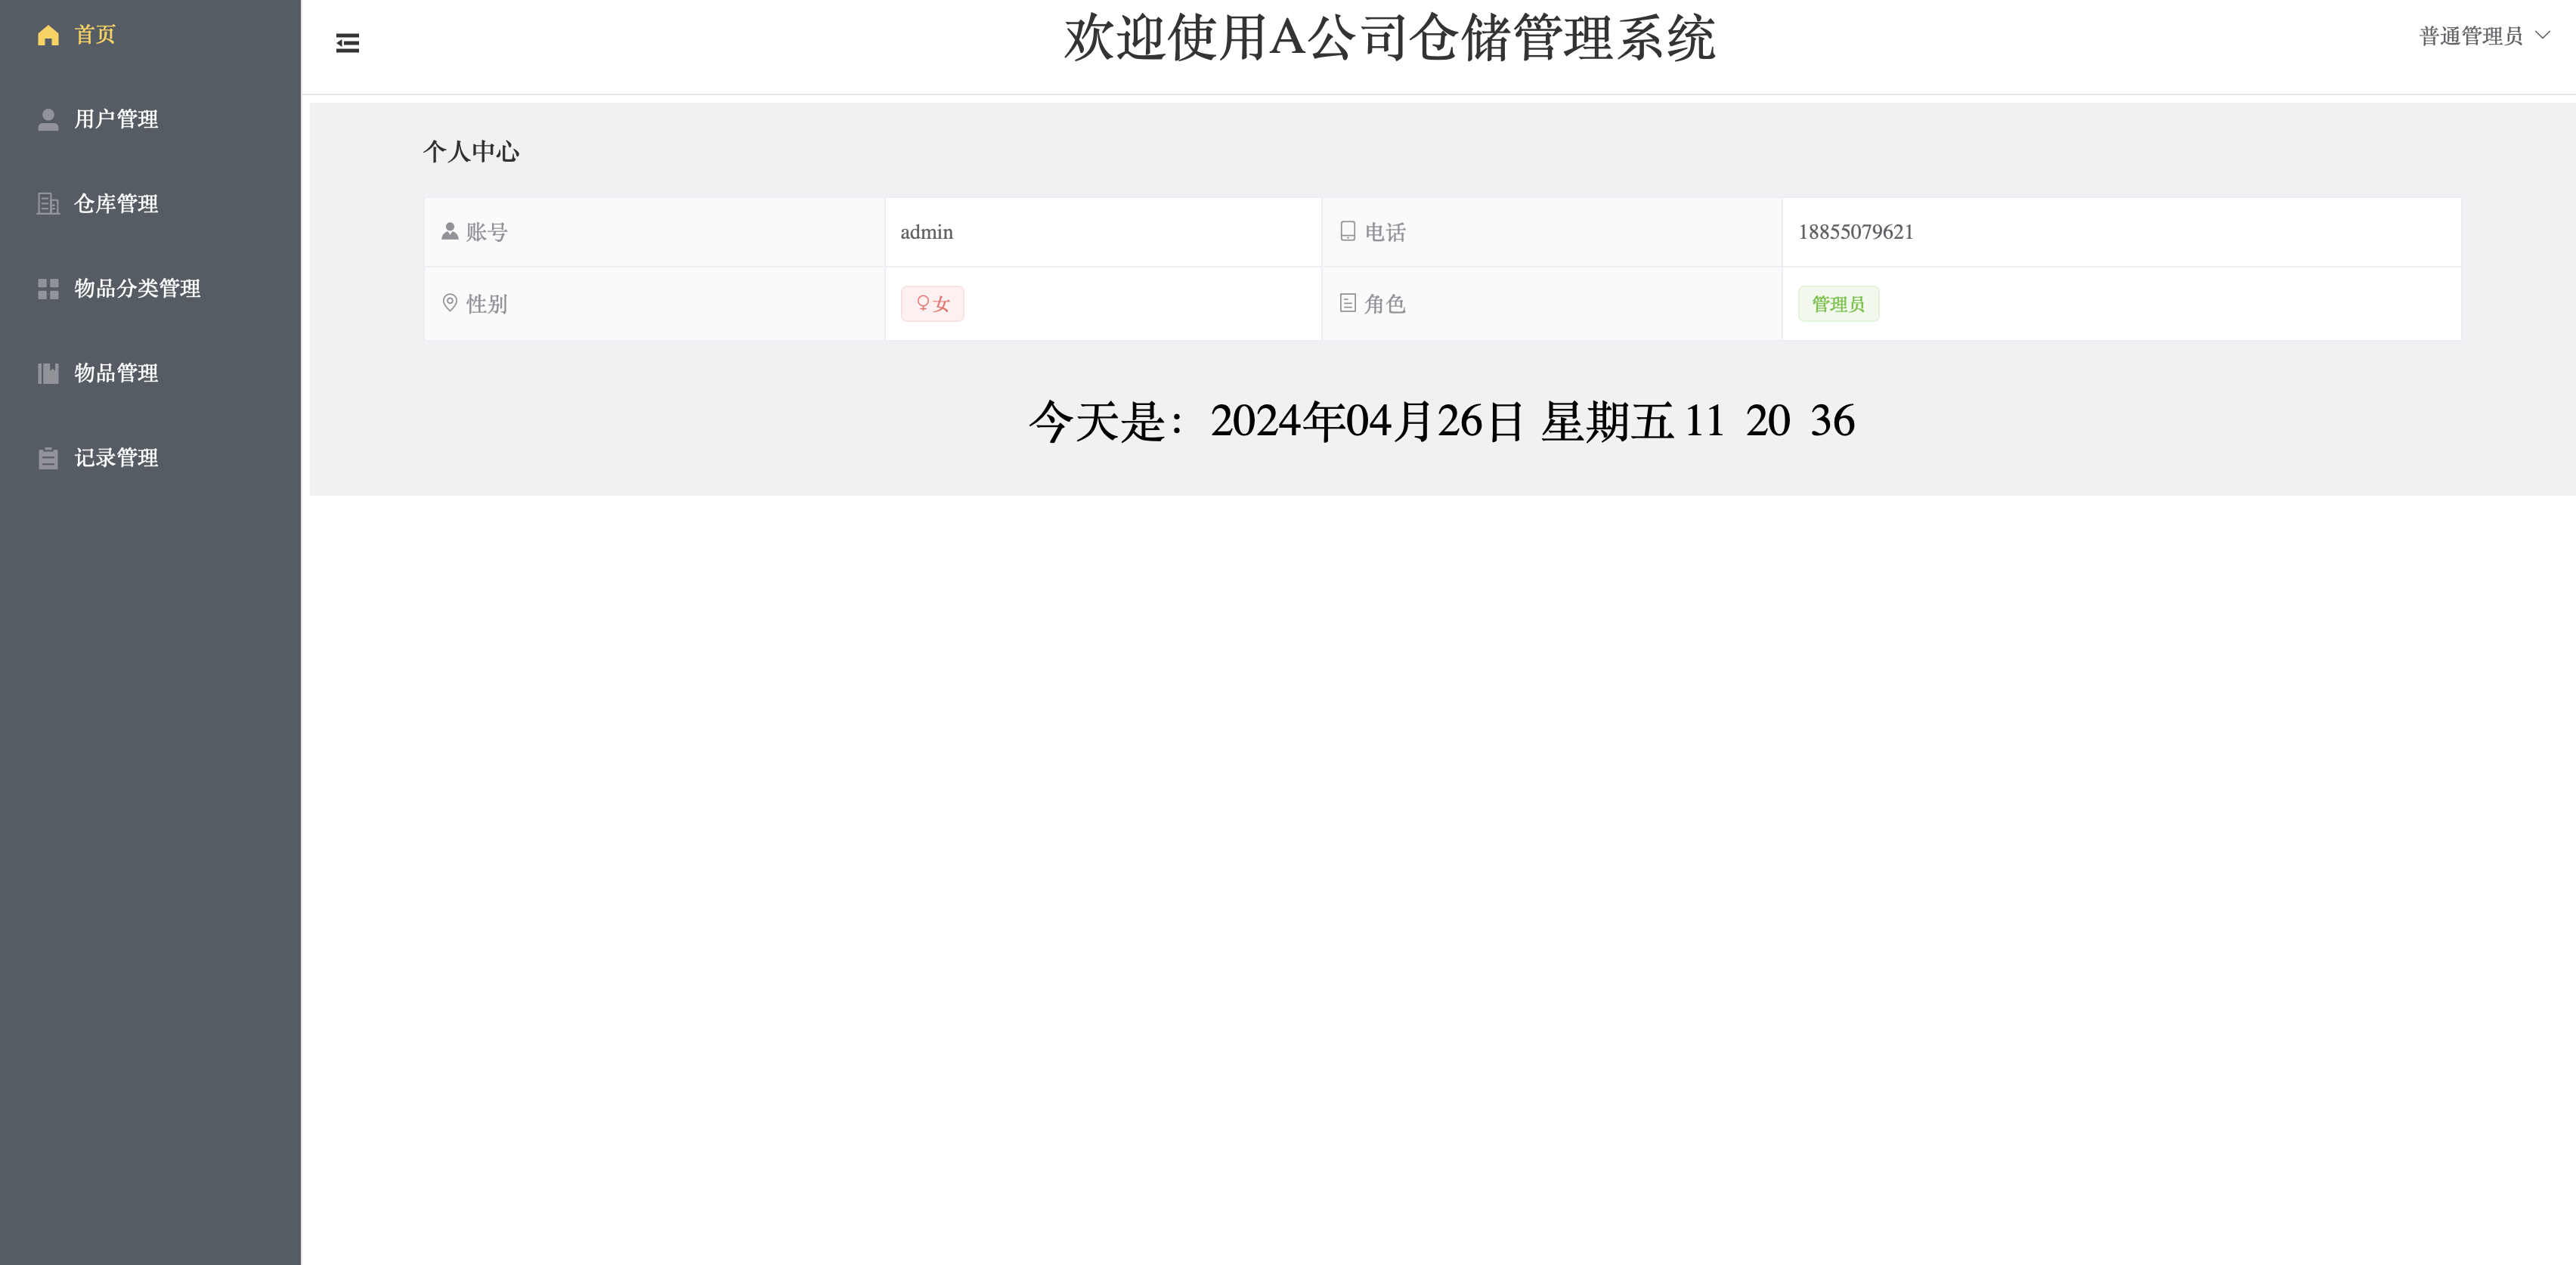 首页
用户管理
仓库管理
物品分类管理
物品管理
记录管理
欢迎使用A公司仓储管理系统
普通管理员
个人中心
账号 admin 电话 18855079621
性别 女 角色 管理员
今天是：2024年04月26日 星期五 11 20 36